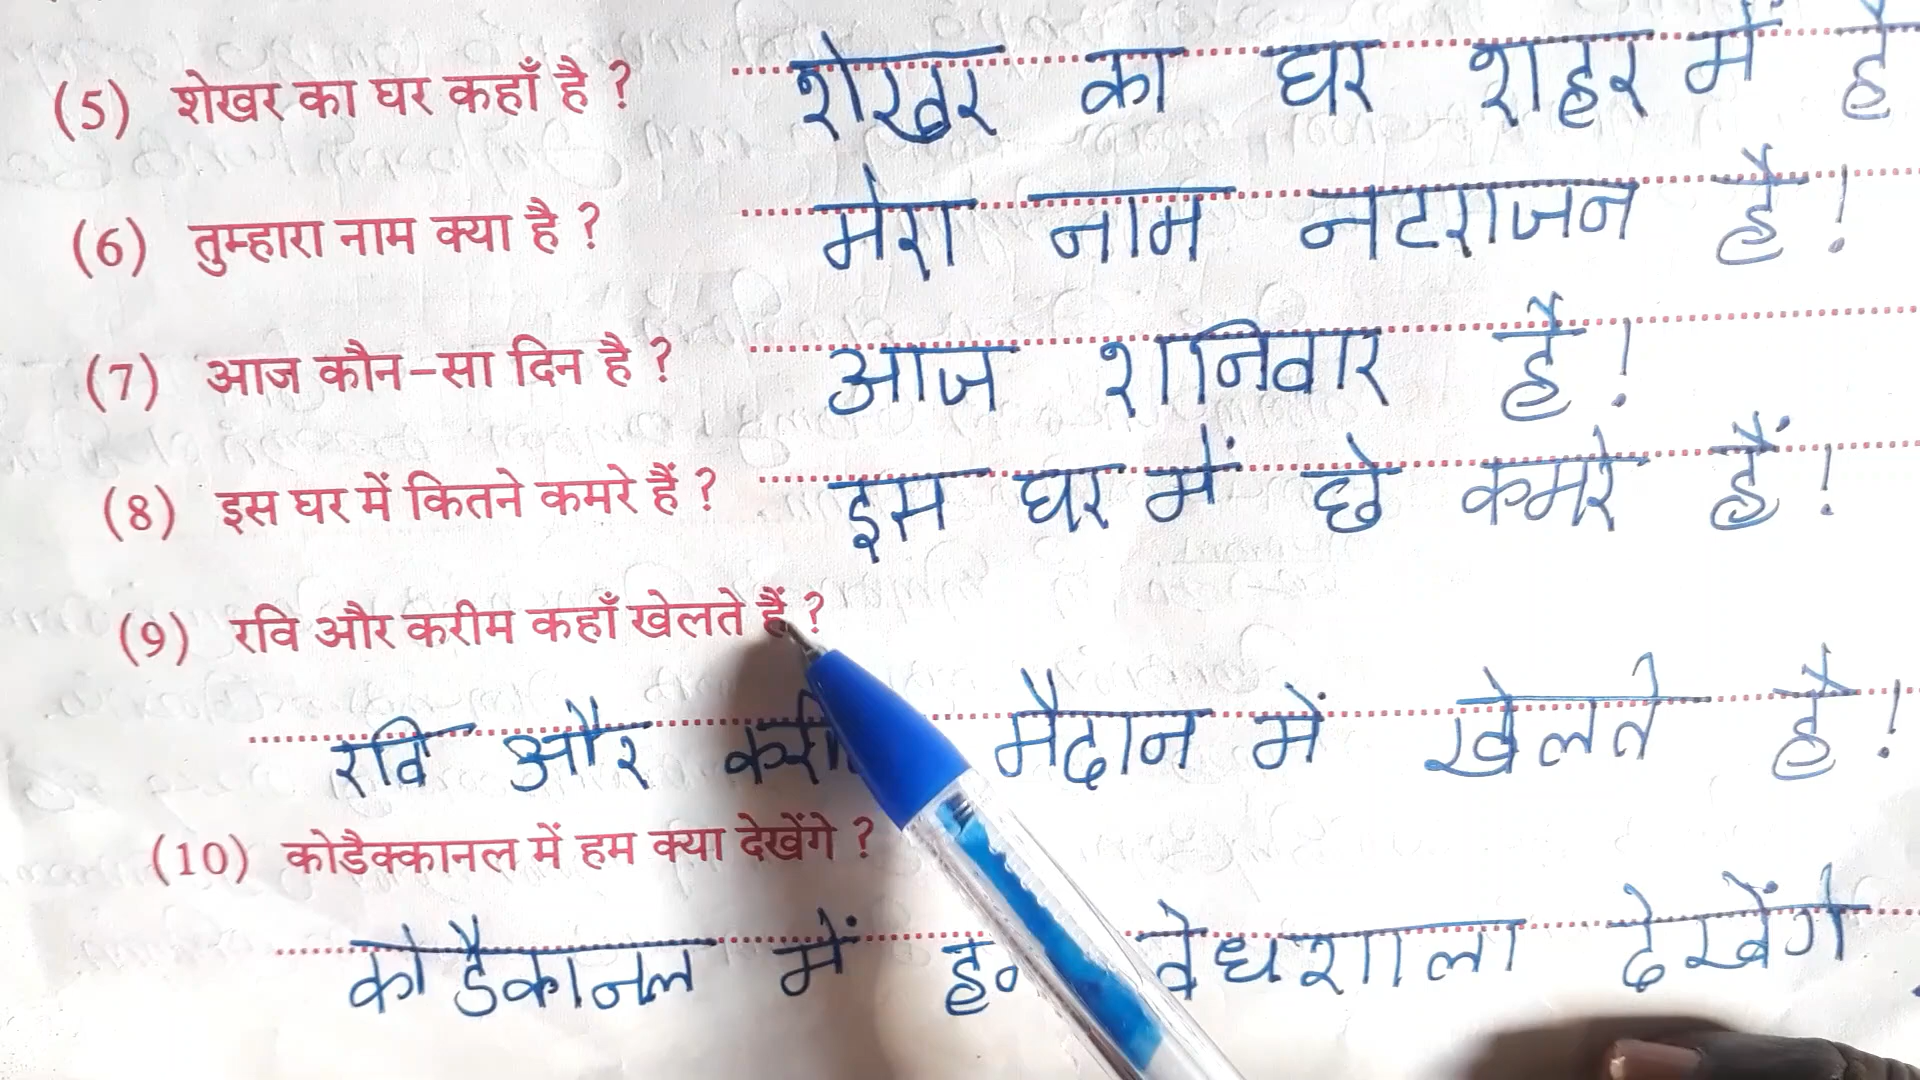 (5) शेखर का घर कहाँ है ? शेखर का घर शहर में है
(6) तुम्हारा नाम क्या है ? मेरा नाम नटराजन है !
(7) आज कौन-सा दिन है ? आज शनिवार है !
(8) इस घर में कितने कमरे हैं ? इस घर में छे कमरे हैं !
(9) रवि और करीम कहाँ खेलते हैं ?
रवि और मैदान में खेलते है !
(10) कोडैक्कानल में हम क्या देखेंगे ?
कोडैकानल में वेधशाला देखेंगे